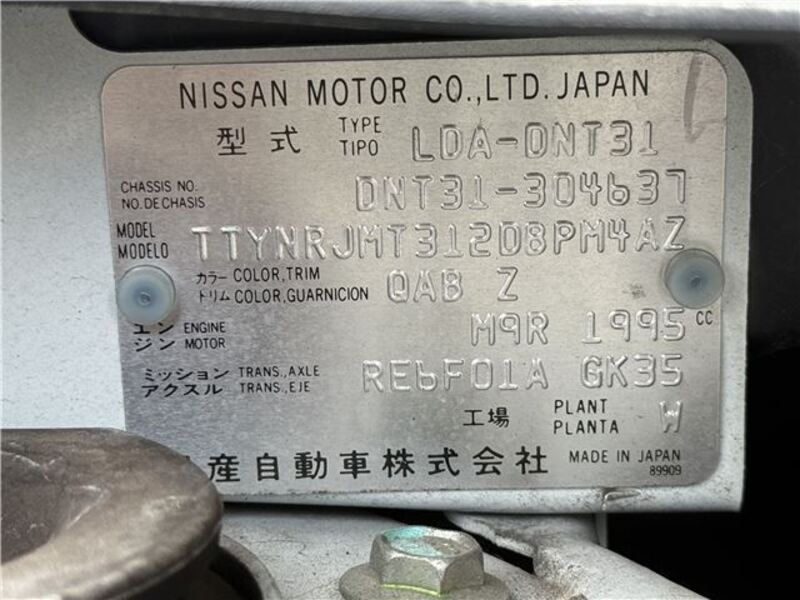 NISSAN MOTOR CO.,LTD. JAPAN
型式 TYPE TIPO LDA-DNT31
CHASSIS NO. NO. DE CHASIS DNT31-304637
MODEL MODELO TTYNRJMT312D8PM4AZ
カラー COLOR,TRIM
トリム COLOR,GUARNICION QAB Z
エン ENGINE
ジン MOTOR M9R 1995 CC
ミッション TRANS.,AXLE
アクスル TRANS.,EJE RE6F01A GK35
工場 PLANT PLANTA W
産自動車株式会社 MADE IN JAPAN
89909